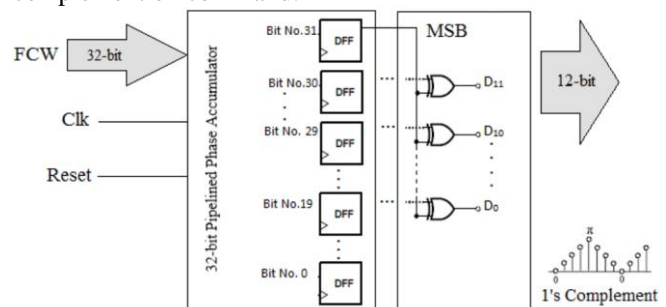 Bit No.31
DFF
MSB
FCW
32-bit
12-bit
Bit No.30
DFF
D11
Clk
Bit No. 29
DFF
D10
Reset
32-bit Pipelined Phase Accumulator
Bit No.19
DFF
D0
π
Bit No. 0
DFF
0
0
1's Complement